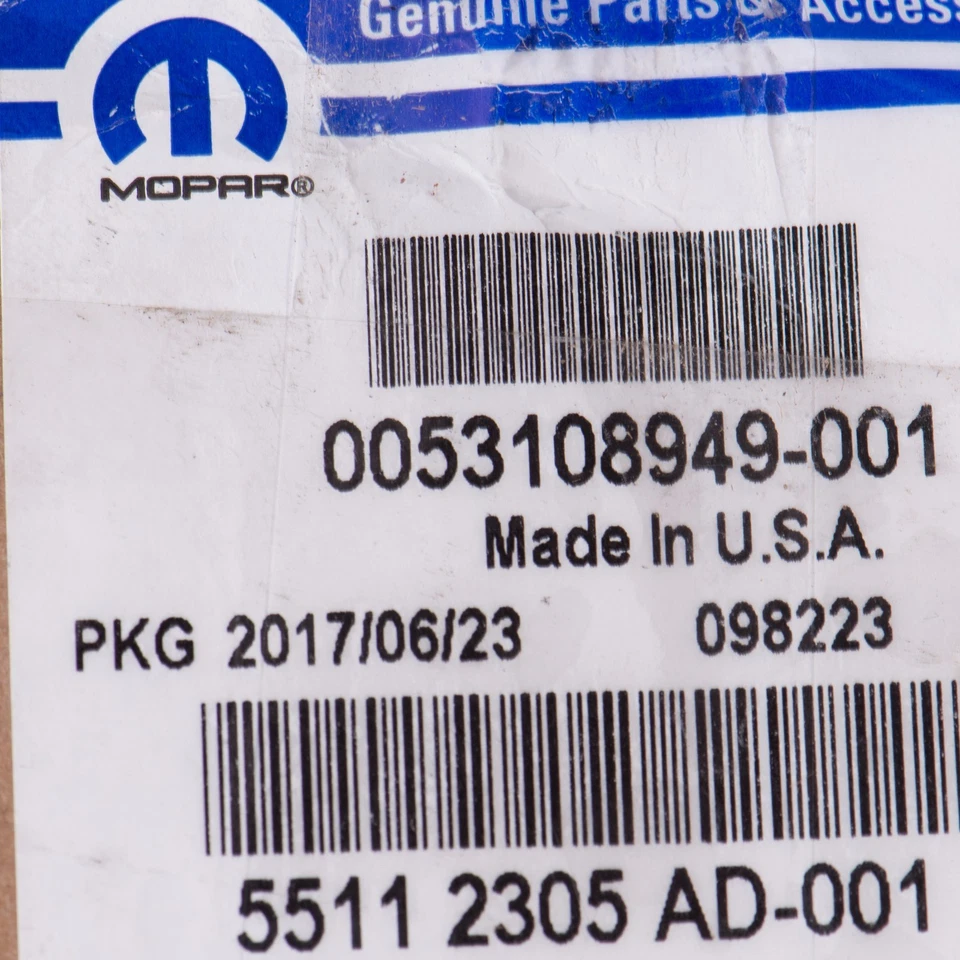 Genuine Parts & Access
MOPAR®
0053108949-001
Made In U.S.A.
PKG 2017/06/23 098223
5511 2305 AD-001